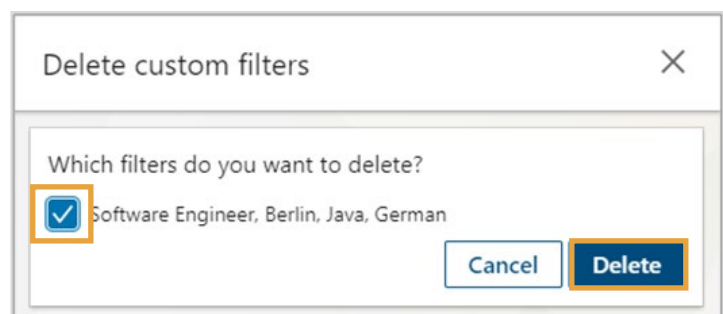 Delete custom filters
Which filters do you want to delete?
Software Engineer, Berlin, Java, German
Cancel
Delete